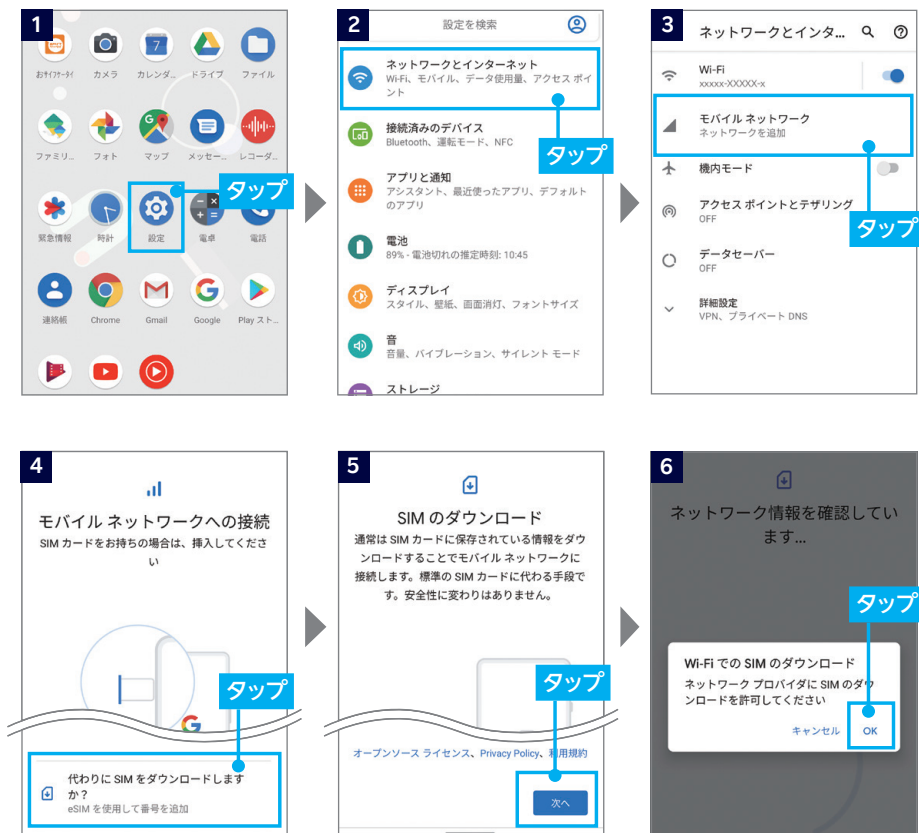 1
おサイフケータイ
カメラ
カレンダ..
ドライブ
ファイル
7
ファミリ..
フォト
マップ
メッセー..
レコーダ..
タップ
緊急情報
時計
設定
電卓
電話
連絡帳
Chrome
Gmail
Google
Play スト..
2
設定を検索
ネットワークとインターネット
Wi-Fi、モバイル、データ使用量、アクセス ポイ
ント
タップ
接続済みのデバイス
Bluetooth、運転モード、NFC
アプリと通知
アシスタント、最近使ったアプリ、デフォルト
のアプリ
電池
89% - 電池切れの推定時刻: 10:45
ディスプレイ
スタイル、壁紙、画面消灯、フォントサイズ
音
音量、バイブレーション、サイレント モード
ストレージ
3
ネットワークとインタ...
Wi-Fi
xxxxx-XXXXX-x
モバイル ネットワーク
ネットワークを追加
タップ
機内モード
アクセス ポイントとテザリング
OFF
データセーバー
OFF
詳細設定
VPN、プライベート DNS
4
モバイル ネットワークへの接続
SIM カードをお持ちの場合は、挿入してくださ
い
タップ
G
代わりに SIM をダウンロードします
か?
eSIM を使用して番号を追加
5
SIM のダウンロード
通常は SIM カードに保存されている情報をダウ
ンロードすることでモバイル ネットワークに
接続します。標準の SIM カードに代わる手段で
す。安全性に変わりはありません。
タップ
オープンソース ライセンス、Privacy Policy、利用規約
次へ
6
ネットワーク情報を確認してい
ます...
タップ
Wi-Fi での SIM のダウンロード
ネットワーク プロバイダに SIM のダウ
ンロードを許可してください
キャンセル
OK